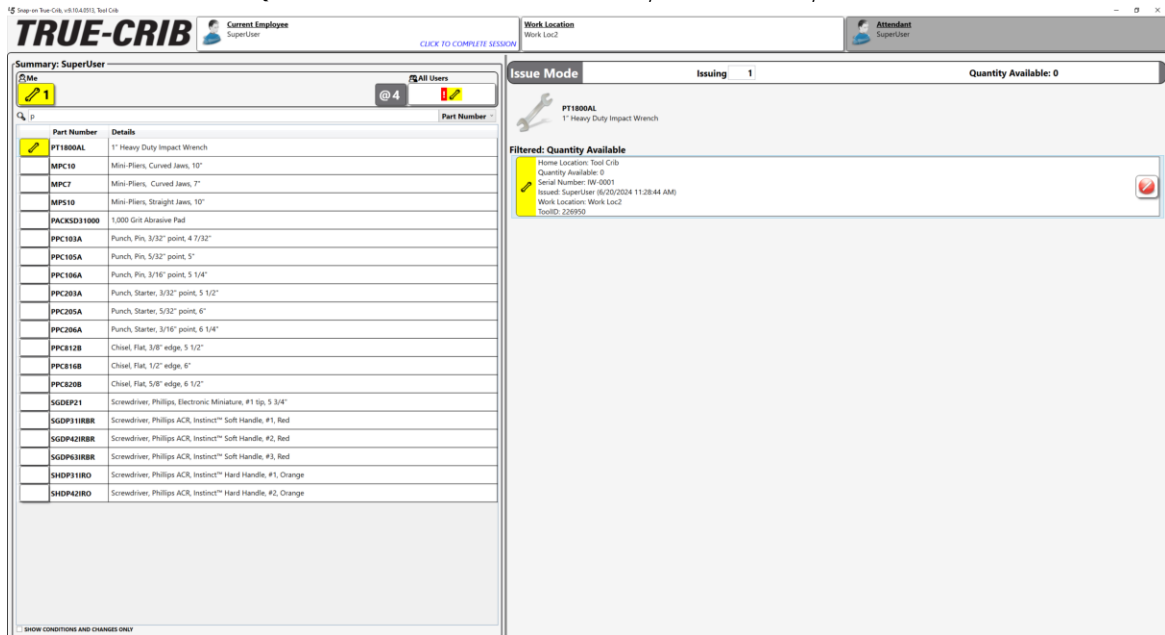 Snap-on True-Crib, v.9.10.4.0513, Tool Crib
TRUE-CRIB
Current Employee
SuperUser
CLICK TO COMPLETE SESSION
Work Location
Work Loc2
Attendant
SuperUser
Summary: SuperUser
Me
All Users
1
@ 4
!
p
Part Number
Part Number Details
PT1800AL 1" Heavy Duty Impact Wrench
MPC10 Mini-Pliers, Curved Jaws, 10"
MPC7 Mini-Pliers, Curved Jaws, 7"
MPS10 Mini-Pliers, Straight Jaws, 10"
PACKSD31000 1,000 Grit Abrasive Pad
PPC103A Punch, Pin, 3/32" point, 4 7/32"
PPC105A Punch, Pin, 5/32" point, 5"
PPC106A Punch, Pin, 3/16" point, 5 1/4"
PPC203A Punch, Starter, 3/32" point, 5 1/2"
PPC205A Punch, Starter, 5/32" point, 6"
PPC206A Punch, Starter, 3/16" point, 6 1/4"
PPC812B Chisel, Flat, 3/8" edge, 5 1/2"
PPC816B Chisel, Flat, 1/2" edge, 6"
PPC820B Chisel, Flat, 5/8" edge, 6 1/2"
SGDEP21 Screwdriver, Phillips, Electronic Miniature, #1 tip, 5 3/4"
SGDP31IRBR Screwdriver, Phillips ACR, Instinct™ Soft Handle, #1, Red
SGDP42IRBR Screwdriver, Phillips ACR, Instinct™ Soft Handle, #2, Red
SGDP63IRBR Screwdriver, Phillips ACR, Instinct™ Soft Handle, #3, Red
SHDP31IRO Screwdriver, Phillips ACR, Instinct™ Hard Handle, #1, Orange
SHDP42IRO Screwdriver, Phillips ACR, Instinct™ Hard Handle, #2, Orange
SHOW CONDITIONS AND CHANGES ONLY
Issue Mode
Issuing 1
Quantity Available: 0
PT1800AL
1" Heavy Duty Impact Wrench
Filtered: Quantity Available
Home Location: Tool Crib
Quantity Available: 0
Serial Number: IW-0001
Issued: SuperUser (6/20/2024 11:28:44 AM)
Work Location: Work Loc2
ToolID: 226950